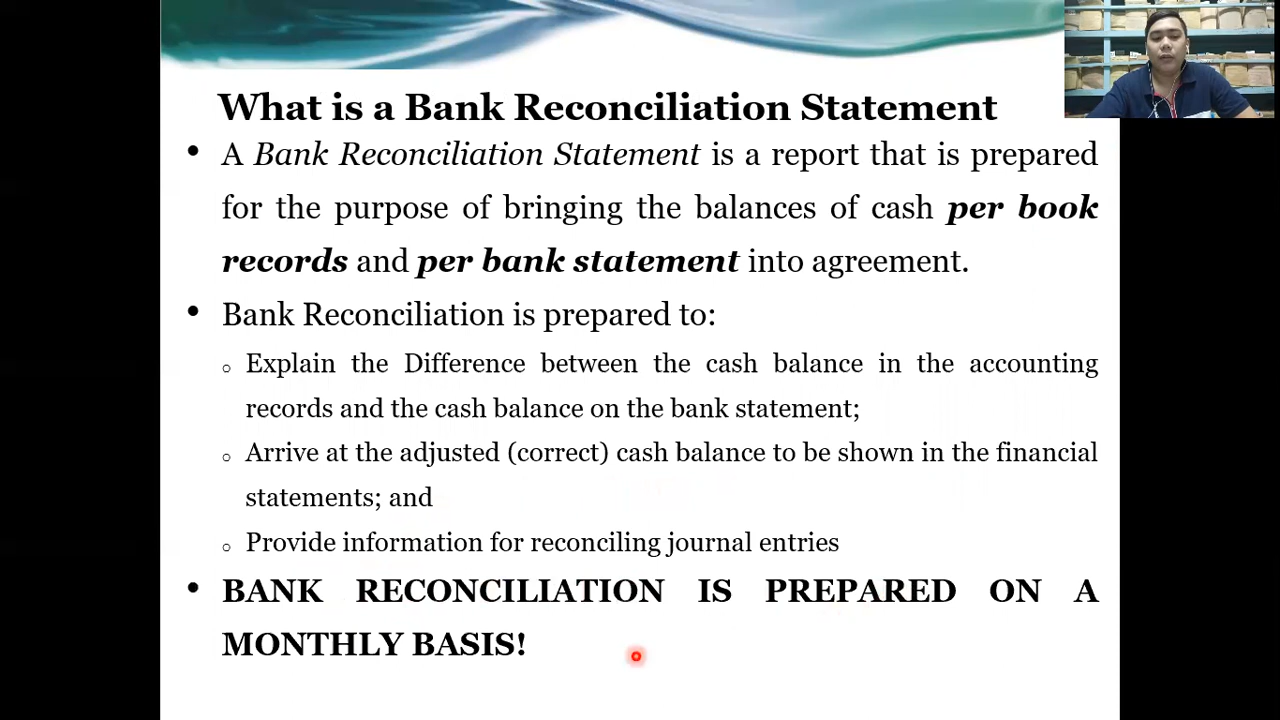 What is a Bank Reconciliation Statement
• A Bank Reconciliation Statement is a report that is prepared
for the purpose of bringing the balances of cash per book
records and per bank statement into agreement.
• Bank Reconciliation is prepared to:
o Explain the Difference between the cash balance in the accounting
records and the cash balance on the bank statement;
o Arrive at the adjusted (correct) cash balance to be shown in the financial
statements; and
o Provide information for reconciling journal entries
• BANK RECONCILIATION IS PREPARED ON A
MONTHLY BASIS!